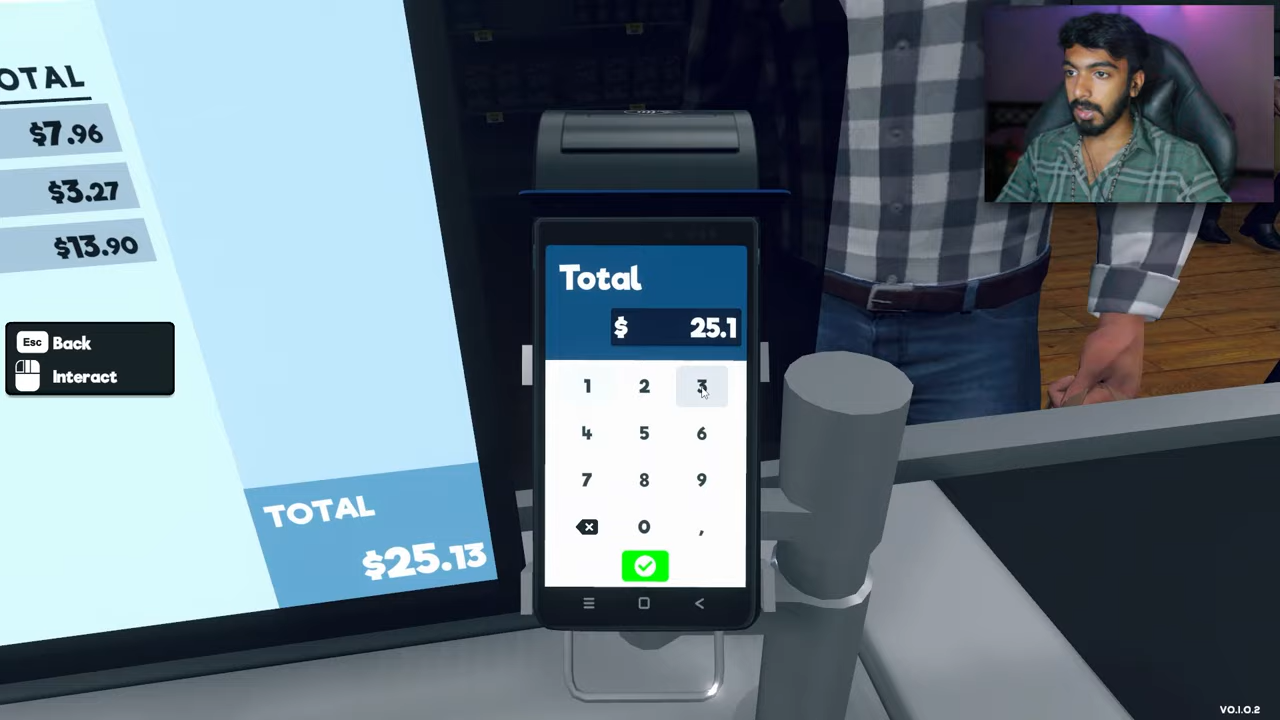 OTAL
$7.96
$3.27
$13.90
Esc Back
Interact
TOTAL
$25.13
Total
$ 25.1
1 2 3
4 5 6
7 8 9
0 ,
V0.1.0.2